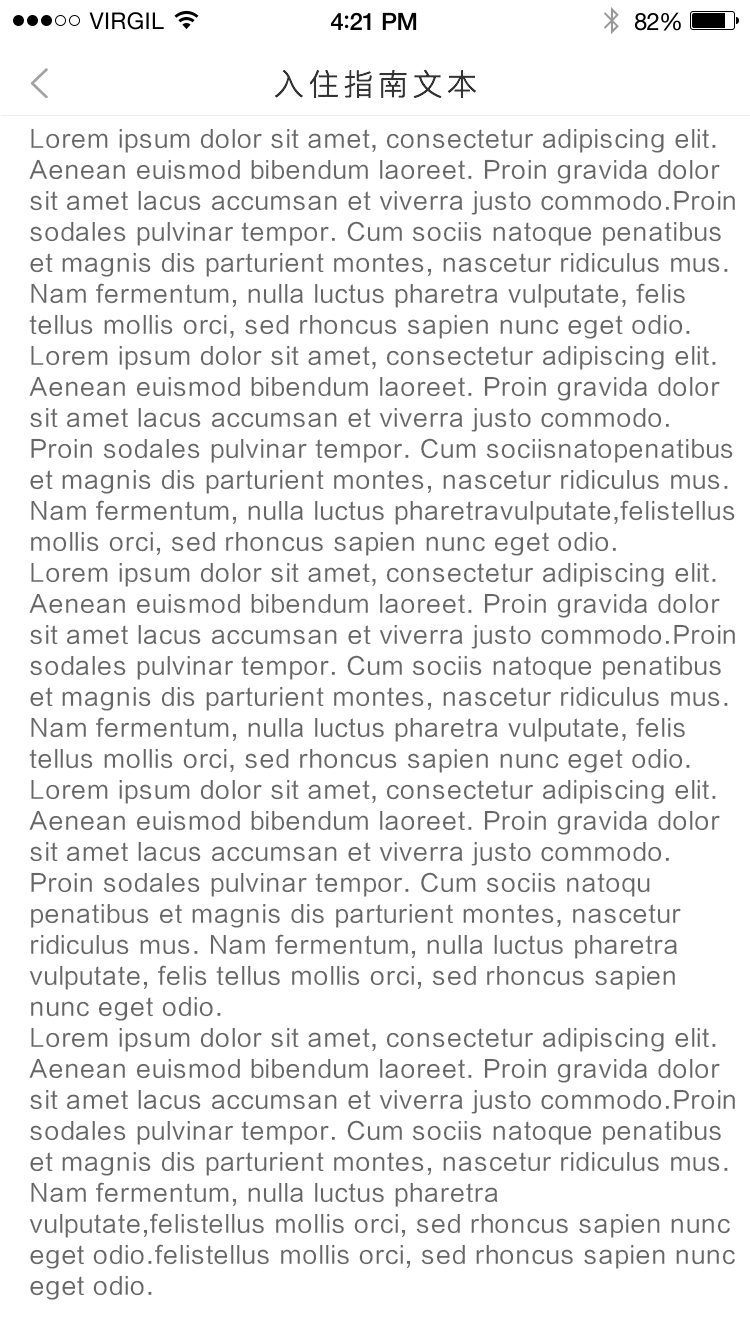 VIRGIL 4:21 PM 82%
入住指南文本
Lorem ipsum dolor sit amet, consectetur adipiscing elit.
Aenean euismod bibendum laoreet. Proin gravida dolor
sit amet lacus accumsan et viverra justo commodo.Proin
sodales pulvinar tempor. Cum sociis natoque penatibus
et magnis dis parturient montes, nascetur ridiculus mus.
Nam fermentum, nulla luctus pharetra vulputate, felis
tellus mollis orci, sed rhoncus sapien nunc eget odio.
Lorem ipsum dolor sit amet, consectetur adipiscing elit.
Aenean euismod bibendum laoreet. Proin gravida dolor
sit amet lacus accumsan et viverra justo commodo.
Proin sodales pulvinar tempor. Cum sociisnatopenatibus
et magnis dis parturient montes, nascetur ridiculus mus.
Nam fermentum, nulla luctus pharetravulputate,felistellus
mollis orci, sed rhoncus sapien nunc eget odio.
Lorem ipsum dolor sit amet, consectetur adipiscing elit.
Aenean euismod bibendum laoreet. Proin gravida dolor
sit amet lacus accumsan et viverra justo commodo.Proin
sodales pulvinar tempor. Cum sociis natoque penatibus
et magnis dis parturient montes, nascetur ridiculus mus.
Nam fermentum, nulla luctus pharetra vulputate, felis
tellus mollis orci, sed rhoncus sapien nunc eget odio.
Lorem ipsum dolor sit amet, consectetur adipiscing elit.
Aenean euismod bibendum laoreet. Proin gravida dolor
sit amet lacus accumsan et viverra justo commodo.
Proin sodales pulvinar tempor. Cum sociis natoqu
penatibus et magnis dis parturient montes, nascetur
ridiculus mus. Nam fermentum, nulla luctus pharetra
vulputate, felis tellus mollis orci, sed rhoncus sapien
nunc eget odio.
Lorem ipsum dolor sit amet, consectetur adipiscing elit.
Aenean euismod bibendum laoreet. Proin gravida dolor
sit amet lacus accumsan et viverra justo commodo.Proin
sodales pulvinar tempor. Cum sociis natoque penatibus
et magnis dis parturient montes, nascetur ridiculus mus.
Nam fermentum, nulla luctus pharetra
vulputate,felistellus mollis orci, sed rhoncus sapien nunc
eget odio.felistellus mollis orci, sed rhoncus sapien nunc
eget odio.